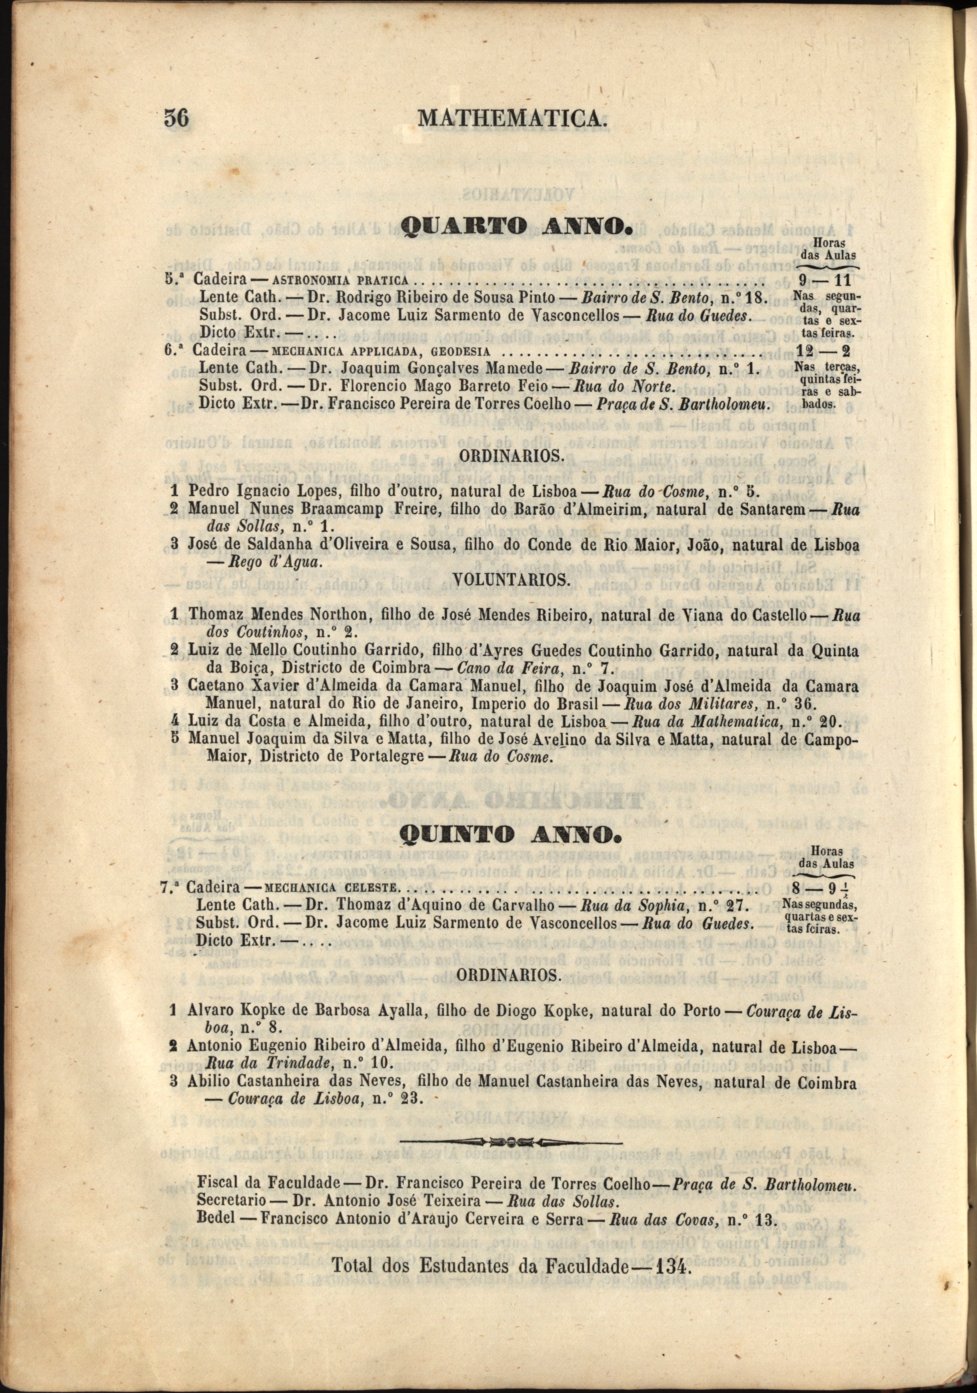 36
MATHEMATICA.
QUARTO ANNO.
Horas
das Aulas
5.ª Cadeira — ASTRONOMIA PRATICA ........................................ 9 — 11
Lente Cath. — Dr. Rodrigo Ribeiro de Sousa Pinto — Bairro de S. Bento, n.º 18.
Subst. Ord. — Dr. Jacome Luiz Sarmento de Vasconcellos — Rua do Guedes.
Dicto Extr. — ....
Nas segun-
das, quar-
tas e sex-
tas feiras.
6.ª Cadeira — MECHANICA APPLICADA, GEODESIA .............................. 12 — 2
Lente Cath. — Dr. Joaquim Gonçalves Mamede — Bairro de S. Bento, n.º 1.
Subst. Ord. — Dr. Florencio Mago Barreto Feio — Rua do Norte.
Dicto Extr. — Dr. Francisco Pereira de Torres Coelho — Praça de S. Bartholomeu.
Nas terças,
quintas fei-
ras e sab-
bados.
ORDINARIOS.
1 Pedro Ignacio Lopes, filho d'outro, natural de Lisboa — Rua do Cosme, n.º 5.
2 Manuel Nunes Braamcamp Freire, filho do Barão d'Almeirim, natural de Santarem — Rua
das Sollas, n.º 1.
3 José de Saldanha d'Oliveira e Sousa, filho do Conde de Rio Maior, João, natural de Lisboa
— Rego d'Agua.
VOLUNTARIOS.
1 Thomaz Mendes Northon, filho de José Mendes Ribeiro, natural de Viana do Castello — Rua
dos Coutinhos, n.º 2.
2 Luiz de Mello Coutinho Garrido, filho d'Ayres Guedes Coutinho Garrido, natural da Quinta
da Boiça, Districto de Coimbra — Cano da Feira, n.º 7.
3 Caetano Xavier d'Almeida da Camara Manuel, filho de Joaquim José d'Almeida da Camara
Manuel, natural do Rio de Janeiro, Imperio do Brasil — Rua dos Militares, n.º 36.
4 Luiz da Costa e Almeida, filho d'outro, natural de Lisboa — Rua da Mathematica, n.º 20.
5 Manuel Joaquim da Silva e Matta, filho de José Avelino da Silva e Matta, natural de Campo-
Maior, Districto de Portalegre — Rua do Cosme.
QUINTO ANNO.
Horas
das Aulas
7.ª Cadeira — MECHANICA CELESTE ........................................ 8 — 9½
Lente Cath. — Dr. Thomaz d'Aquino de Carvalho — Rua da Sophia, n.º 27.
Subst. Ord. — Dr. Jacome Luiz Sarmento de Vasconcellos — Rua do Guedes.
Dicto Extr. — ....
Nas segundas,
quartas e sex-
tas feiras.
ORDINARIOS.
1 Alvaro Kopke de Barbosa Ayalla, filho de Diogo Kopke, natural do Porto — Couraça de Lis-
boa, n.º 8.
2 Antonio Eugenio Ribeiro d'Almeida, filho d'Eugenio Ribeiro d'Almeida, natural de Lisboa —
Rua da Trindade, n.º 10.
3 Abilio Castanheira das Neves, filho de Manuel Castanheira das Neves, natural de Coimbra
— Couraça de Lisboa, n.º 23.
Fiscal da Faculdade — Dr. Francisco Pereira de Torres Coelho — Praça de S. Bartholomeu.
Secretario — Dr. Antonio José Teixeira — Rua das Sollas.
Bedel — Francisco Antonio d'Araujo Cerveira e Serra — Rua das Covas, n.º 13.
Total dos Estudantes da Faculdade — 134.